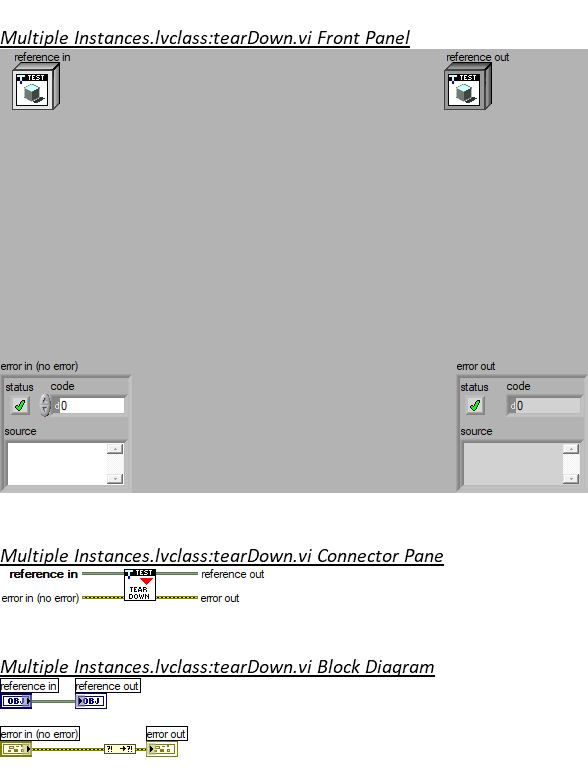 Multiple Instances.lvclass:tearDown.vi Front Panel
reference in
reference out
TEST
TEST
error in (no error)
error out
status code
status code
d 0
d 0
source
source
Multiple Instances.lvclass:tearDown.vi Connector Pane
reference in
TEST
reference out
TEAR
DOWN
error in (no error)
error out
Multiple Instances.lvclass:tearDown.vi Block Diagram
reference in
reference out
OBJ
OBJ
error in (no error)
error out
?! ?!